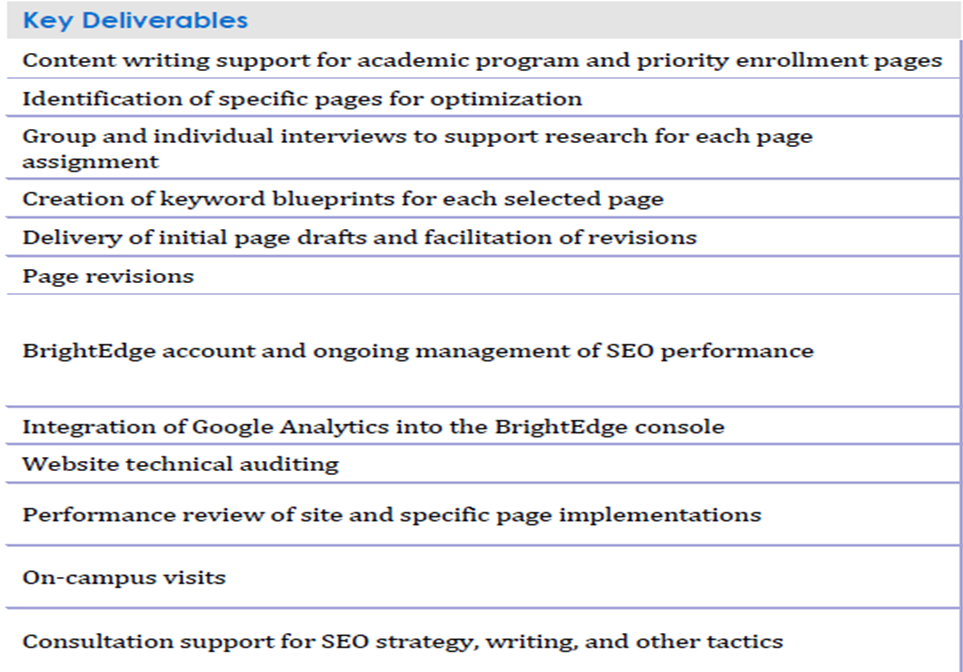 Key Deliverables
Content writing support for academic program and priority enrollment pages
Identification of specific pages for optimization
Group and individual interviews to support research for each page
assignment
Creation of keyword blueprints for each selected page
Delivery of initial page drafts and facilitation of revisions
Page revisions
BrightEdge account and ongoing management of SEO performance
Integration of Google Analytics into the BrightEdge console
Website technical auditing
Performance review of site and specific page implementations
On-campus visits
Consultation support for SEO strategy, writing, and other tactics